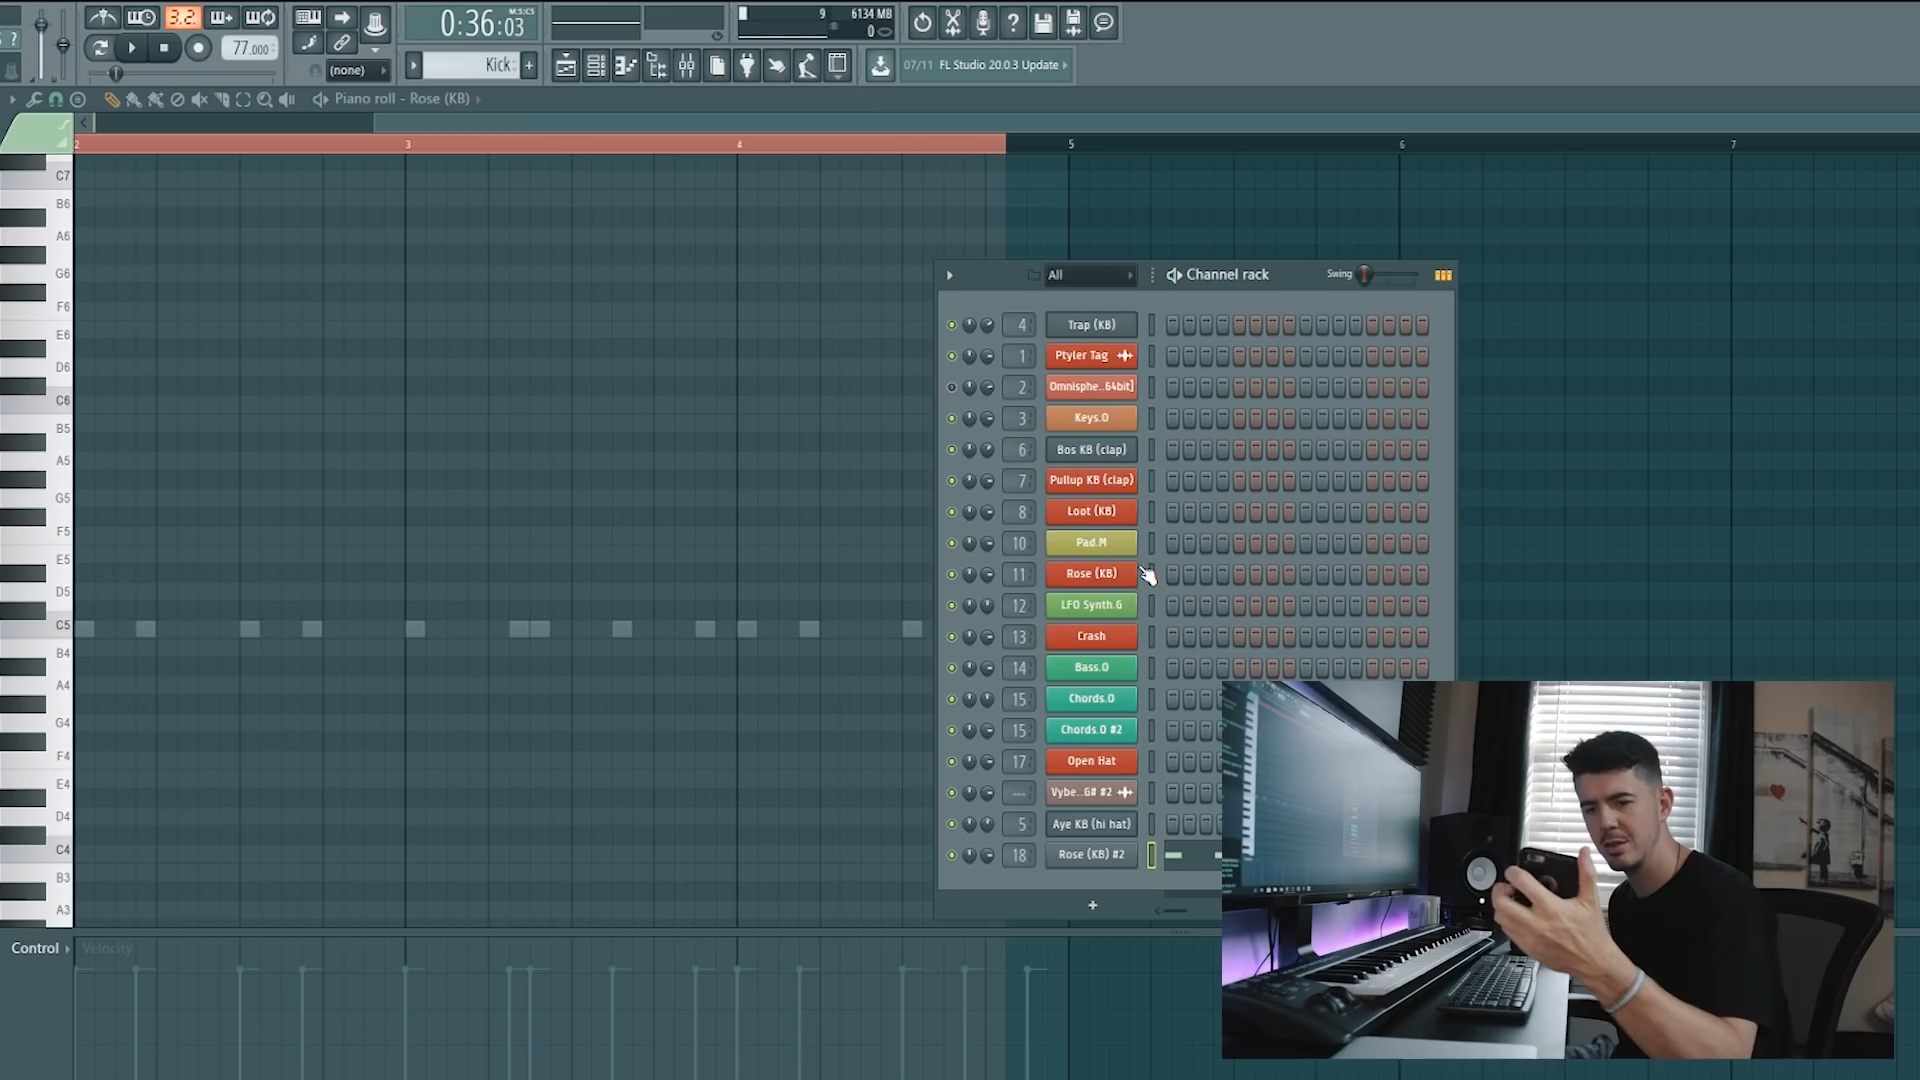 0:36:03
M:S:CS
9
6134 MB
0
3.2
77.000
(none)
Kick
07/11 FL Studio 20.0.3 Update
Piano roll - Rose (KB)
2 3 4 5 6 7
C7
B6
A6
G6
F6
E6
D6
C6
B5
A5
G5
F5
E5
D5
C5
B4
A4
G4
F4
E4
D4
C4
B3
A3
All
Channel rack
Swing
4 Trap (KB)
1 Ptyler Tag
2 Omnisphe..64bit]
3 Keys.O
6 Bos KB (clap)
7 Pullup KB (clap)
8 Loot (KB)
10 Pad.M
11 Rose (KB)
12 LFO Synth.G
13 Crash
14 Bass.O
15 Chords.O
15 Chords.O #2
17 Open Hat
--- Vybe..G# #2
5 Aye KB (hi hat)
18 Rose (KB) #2
+
Control
Velocity